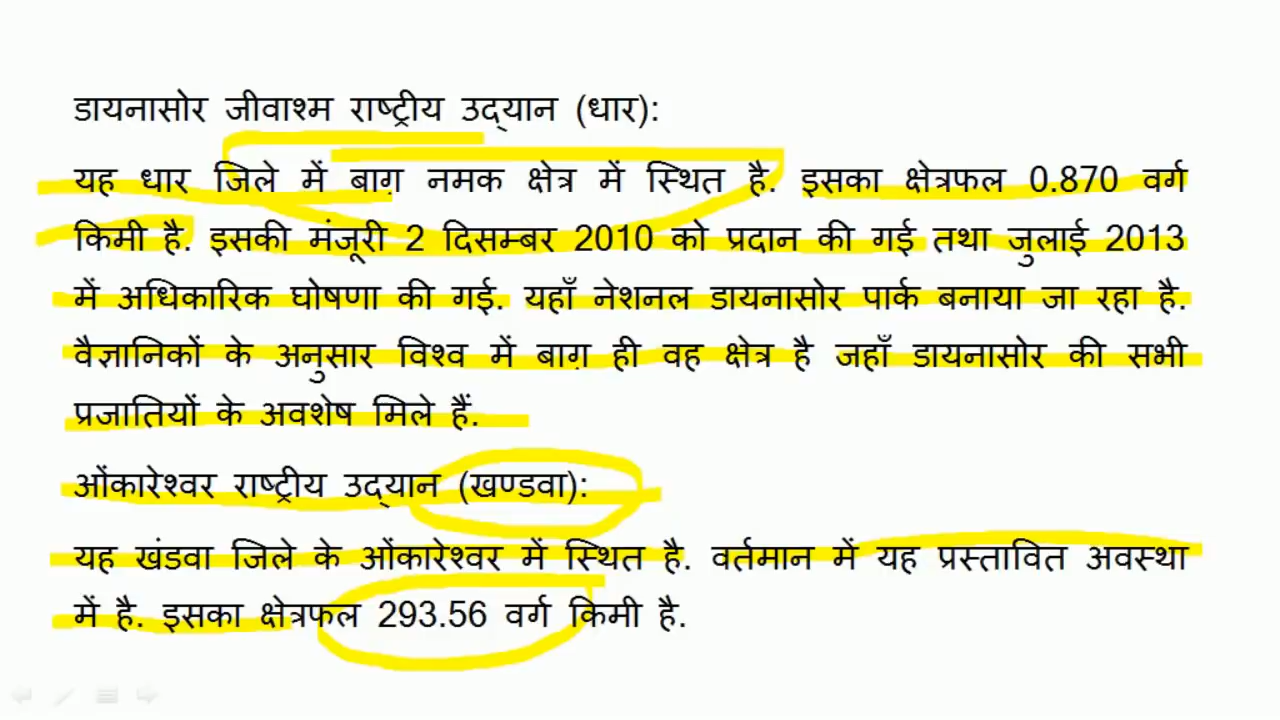 डायनासोर जीवाश्म राष्ट्रीय उद्‌यान (धार):
यह धार जिले में बाग़ नमक क्षेत्र में स्थित है. इसका क्षेत्रफल 0.870 वर्ग
किमी है. इसकी मंजूरी 2 दिसम्बर 2010 को प्रदान की गई तथा जुलाई 2013
में अधिकारिक घोषणा की गई. यहाँ नेशनल डायनासोर पार्क बनाया जा रहा है.
वैज्ञानिकों के अनुसार विश्व में बाग़ ही वह क्षेत्र है जहाँ डायनासोर की सभी
प्रजातियों के अवशेष मिले हैं.
ओंकारेश्वर राष्ट्रीय उद्‌यान (खण्डवा):
यह खंडवा जिले के ओंकारेश्वर में स्थित है. वर्तमान में यह प्रस्तावित अवस्था
में है. इसका क्षेत्रफल 293.56 वर्ग किमी है.